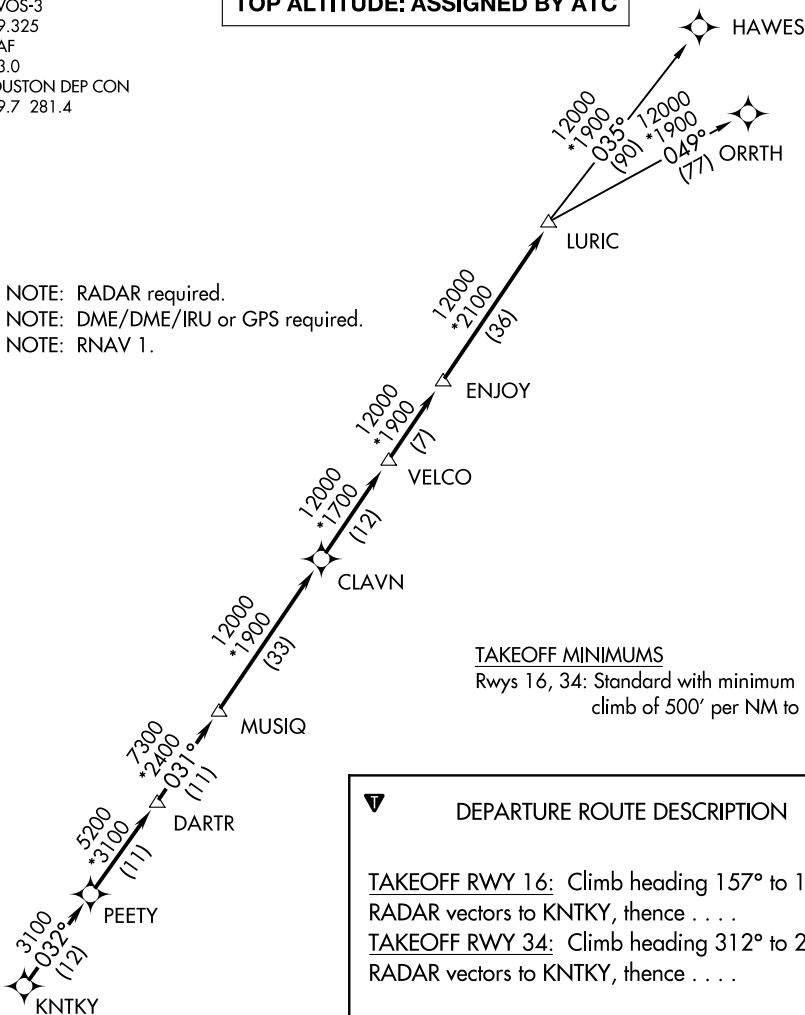 VOS-3
9.325
AF
3.0
OUSTON DEP CON
9.7 281.4
TOP ALTITUDE: ASSIGNED BY ATC
HAWES
12000
*1900
035°
(90)
12000
*1900
049°
(77)
ORRTH
LURIC
12000
*2100
(36)
NOTE: RADAR required.
NOTE: DME/DME/IRU or GPS required.
NOTE: RNAV 1.
ENJOY
12000
*1900
(7)
VELCO
12000
*1700
(12)
CLAVN
12000
*1900
(33)
TAKEOFF MINIMUMS
Rwys 16, 34: Standard with minimum
climb of 500' per NM to
MUSIQ
7300
*2400
031°
(11)
DARTR
5200
*3100
(11)
PEETY
3100
032°
(12)
KNTKY
T
DEPARTURE ROUTE DESCRIPTION
TAKEOFF RWY 16: Climb heading 157° to 1
RADAR vectors to KNTKY, thence . . . .
TAKEOFF RWY 34: Climb heading 312° to 2
RADAR vectors to KNTKY, thence . . . .